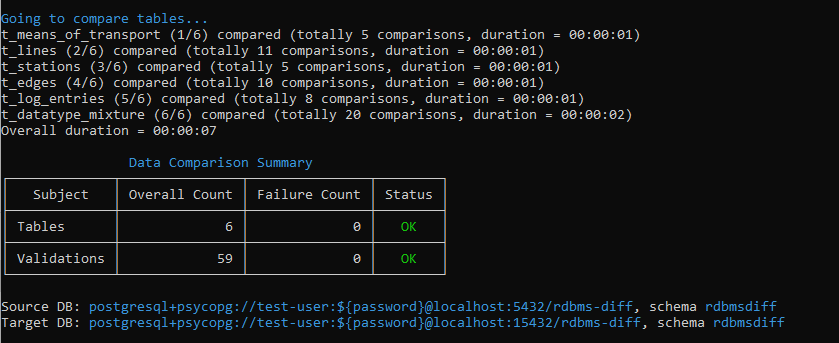 Going to compare tables...
t_means_of_transport (1/6) compared (totally 5 comparisons, duration = 00:00:01)
t_lines (2/6) compared (totally 11 comparisons, duration = 00:00:01)
t_stations (3/6) compared (totally 5 comparisons, duration = 00:00:01)
t_edges (4/6) compared (totally 10 comparisons, duration = 00:00:01)
t_log_entries (5/6) compared (totally 8 comparisons, duration = 00:00:01)
t_datatype_mixture (6/6) compared (totally 20 comparisons, duration = 00:00:02)
Overall duration = 00:00:07
Data Comparison Summary
Subject Overall Count Failure Count Status
Tables 6 0 OK
Validations 59 0 OK
Source DB: postgresql+psycopg://test-user:${password}@localhost:5432/rdbms-diff, schema rdbmsdiff
Target DB: postgresql+psycopg://test-user:${password}@localhost:15432/rdbms-diff, schema rdbmsdiff